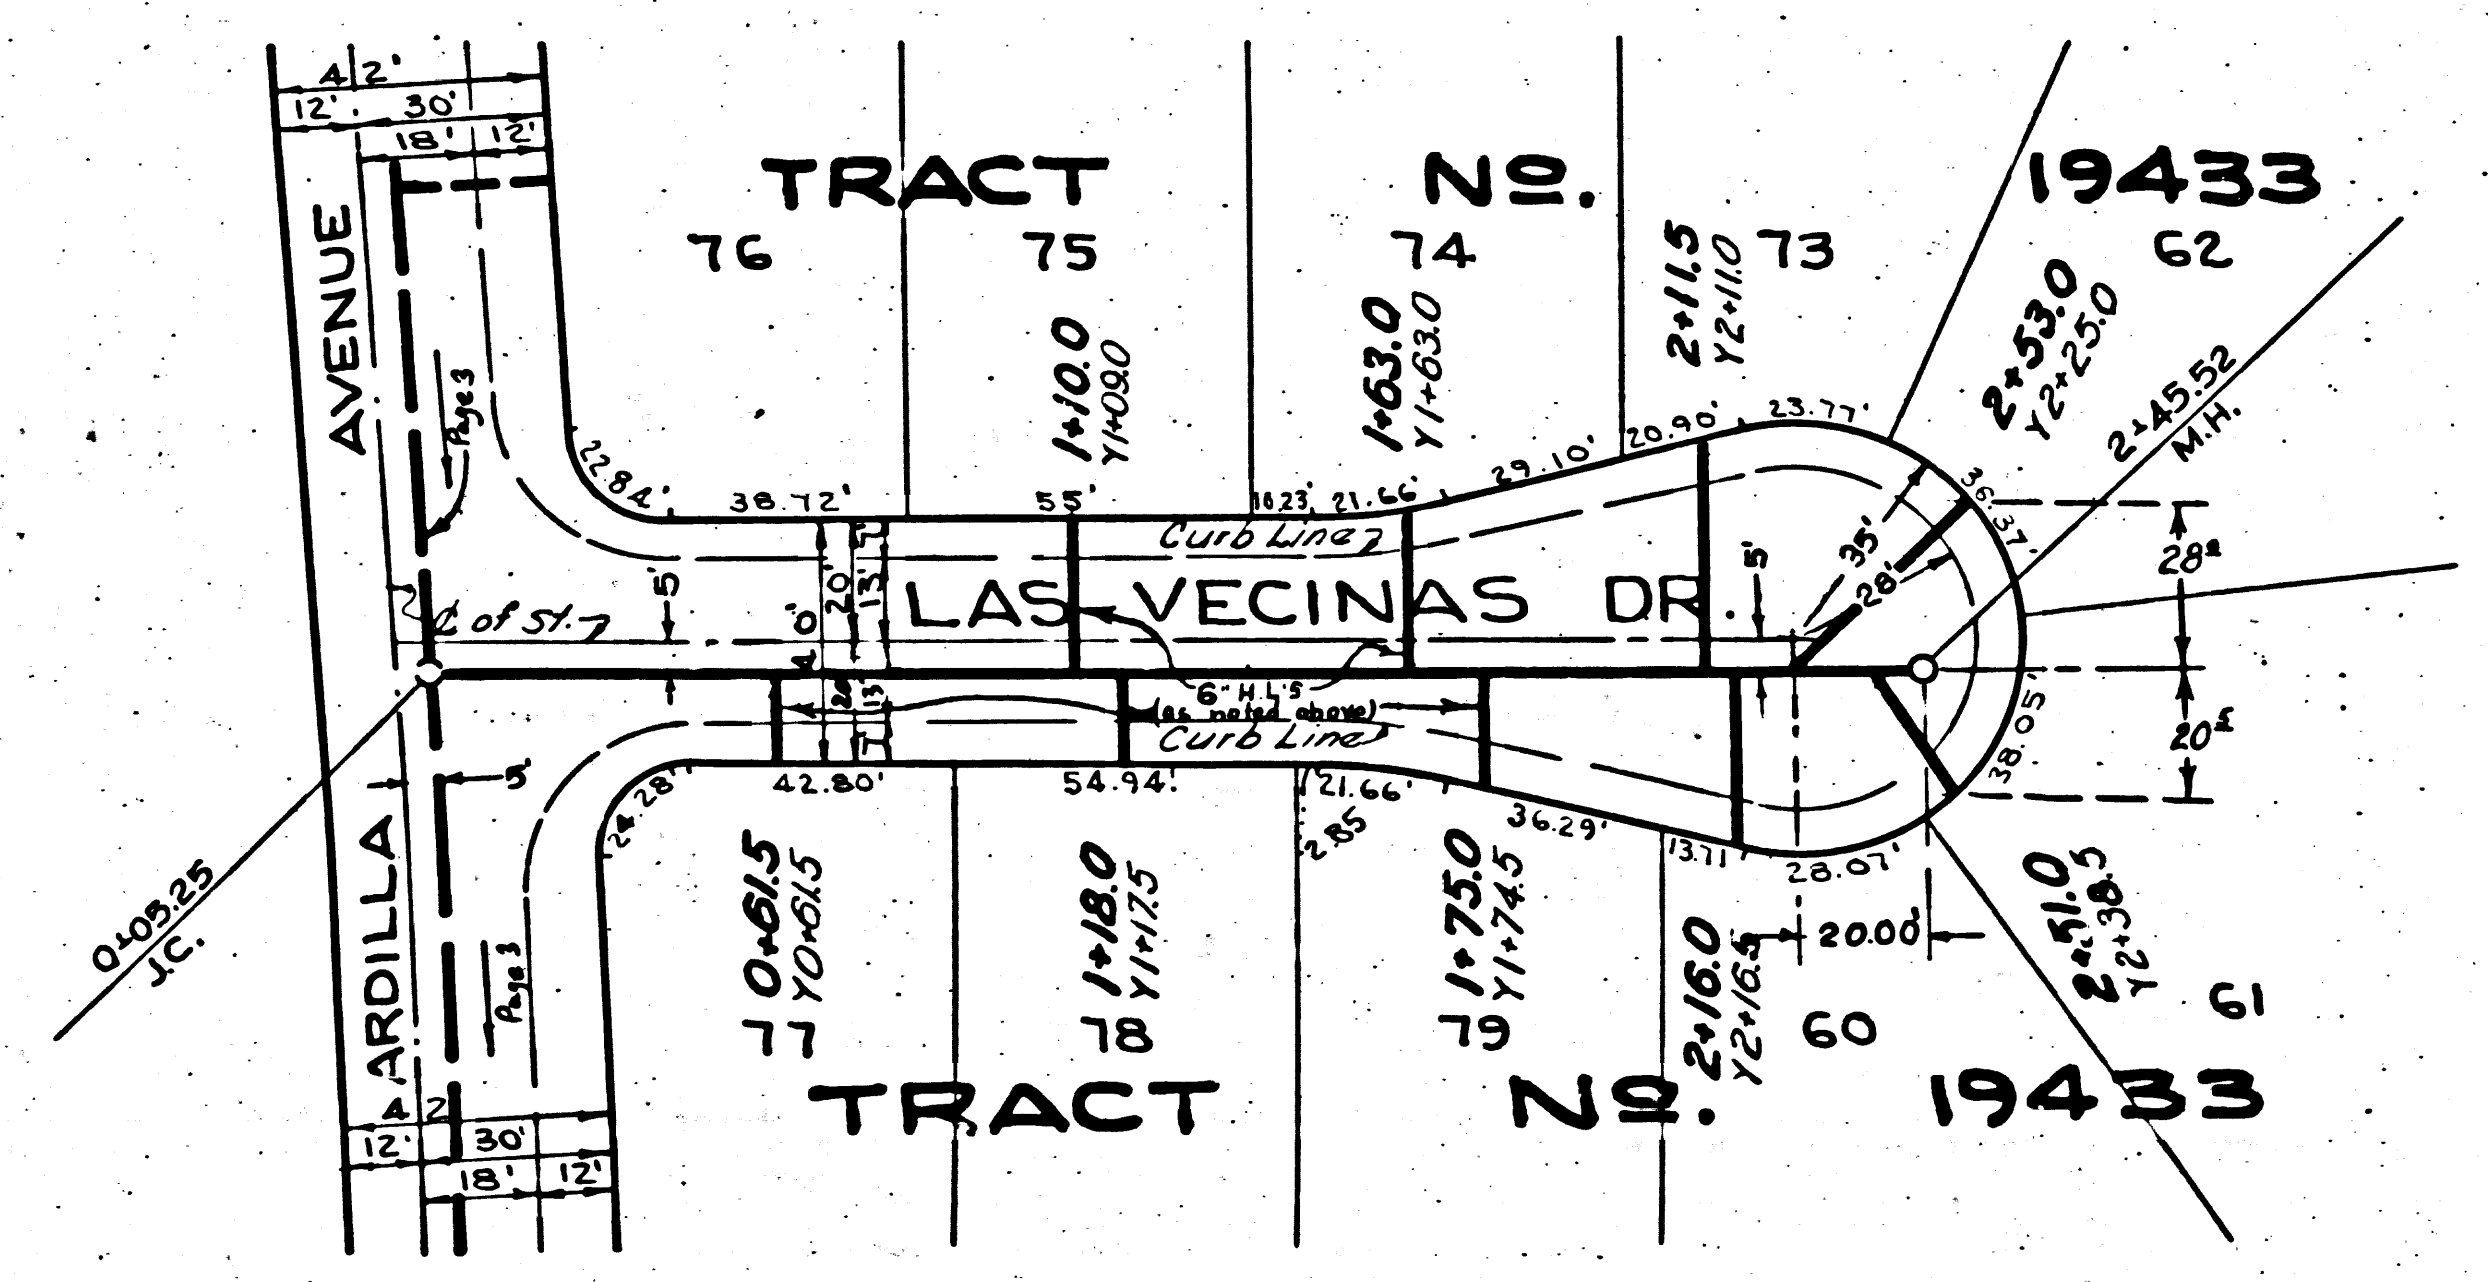 42'
12' 30'
18' 12'
TRACT No. 19433
76 75 74 73 62
AVENUE
Page 3
1+10.0
Y1+09.0
1+63.0
Y1+63.0
2+11.5
Y2+11.0
2+53.0
Y2+25.0
2+45.52
M.H.
22.84'
38.72'
55'
10.23'
21.66'
29.10'
20.90'
23.77'
36.37'
Curb Line
35'
28'
28
5'
5'
40'
20'
13'
7'
LAS VECINAS DR.
℄ of St.
20'
13'
7'
6" H.L.'S
(as noted above)
Curb Line
38.05'
20
5'
24.28'
42.80'
54.94'
21.66'
2.85
36.29'
13.71
28.07'
20.00'
0+05.25
J.C.
ARDILLA
Page 3
0+61.5
Y0+61.5
1+18.0
Y1+17.5
1+75.0
Y1+74.5
2+16.0
Y2+16.5
2+51.0
Y2+38.5
77 78 79 60 61
TRACT No. 19433
42
12' 30'
18' 12'